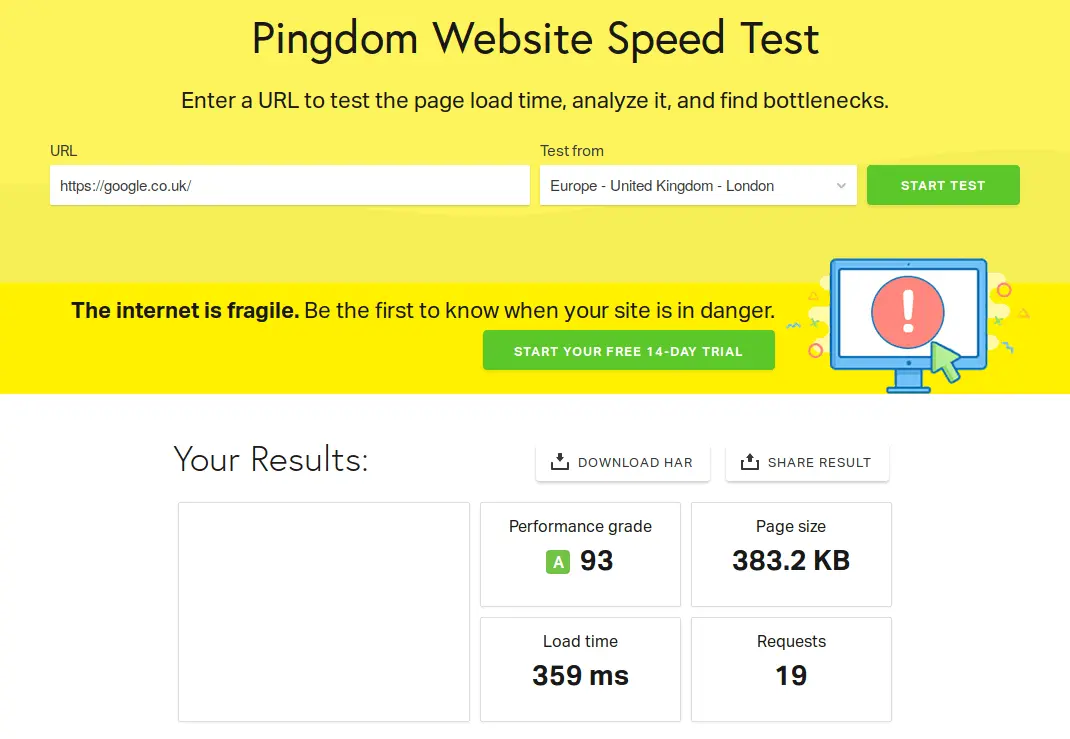 Pingdom Website Speed Test
Enter a URL to test the page load time, analyze it, and find bottlenecks.
URL
https://google.co.uk/
Test from
Europe - United Kingdom - London
START TEST
The internet is fragile. Be the first to know when your site is in danger.
START YOUR FREE 14-DAY TRIAL
!
Your Results:
DOWNLOAD HAR
SHARE RESULT
Performance grade
A 93
Page size
383.2 KB
Load time
359 ms
Requests
19